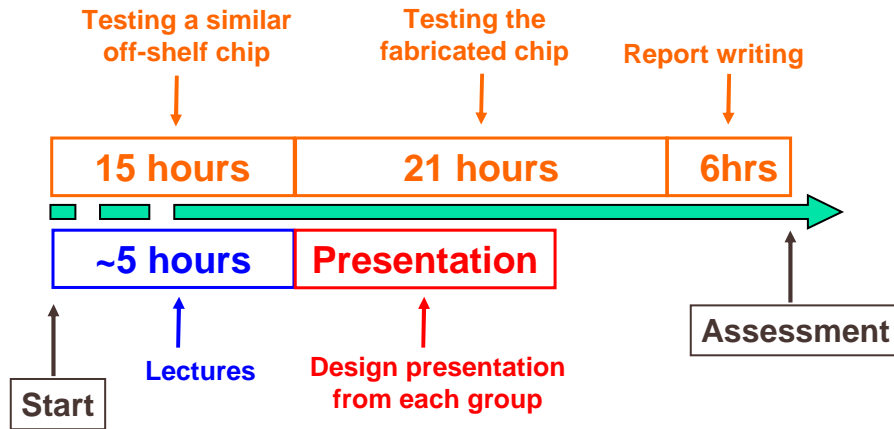 Testing a similar
off-shelf chip
Testing the
fabricated chip
Report writing
15 hours
21 hours
6hrs
~5 hours
Presentation
Start
Lectures
Design presentation
from each group
Assessment